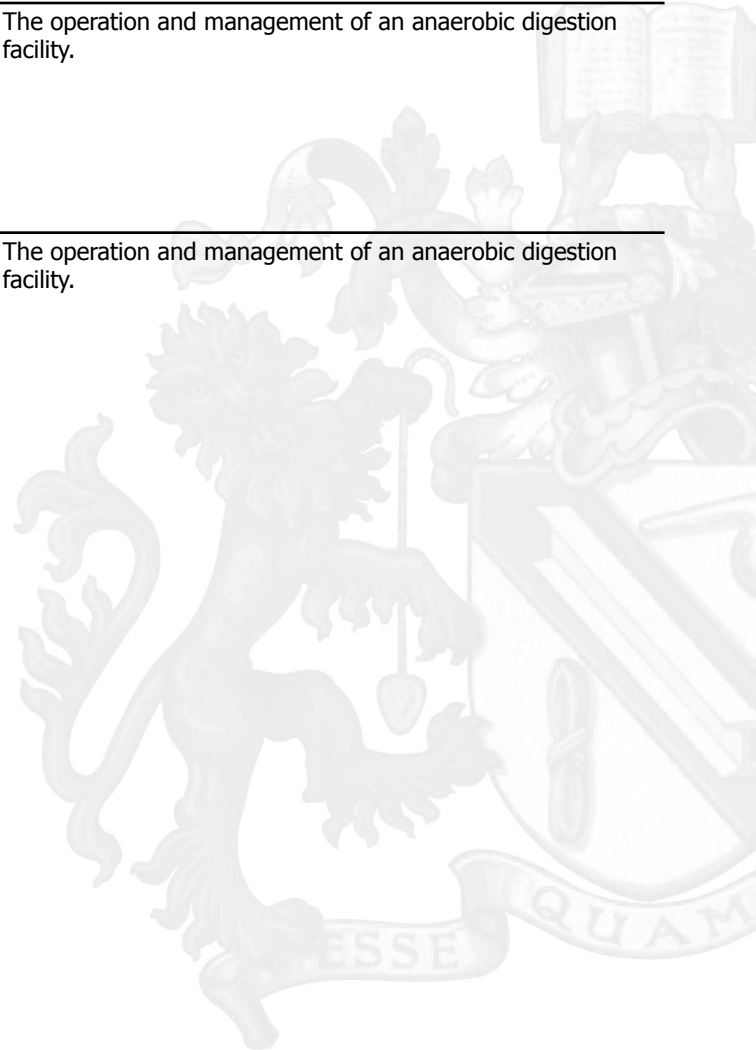 The operation and management of an anaerobic digestion
facility.
The operation and management of an anaerobic digestion
facility.
ESSE
QUAM